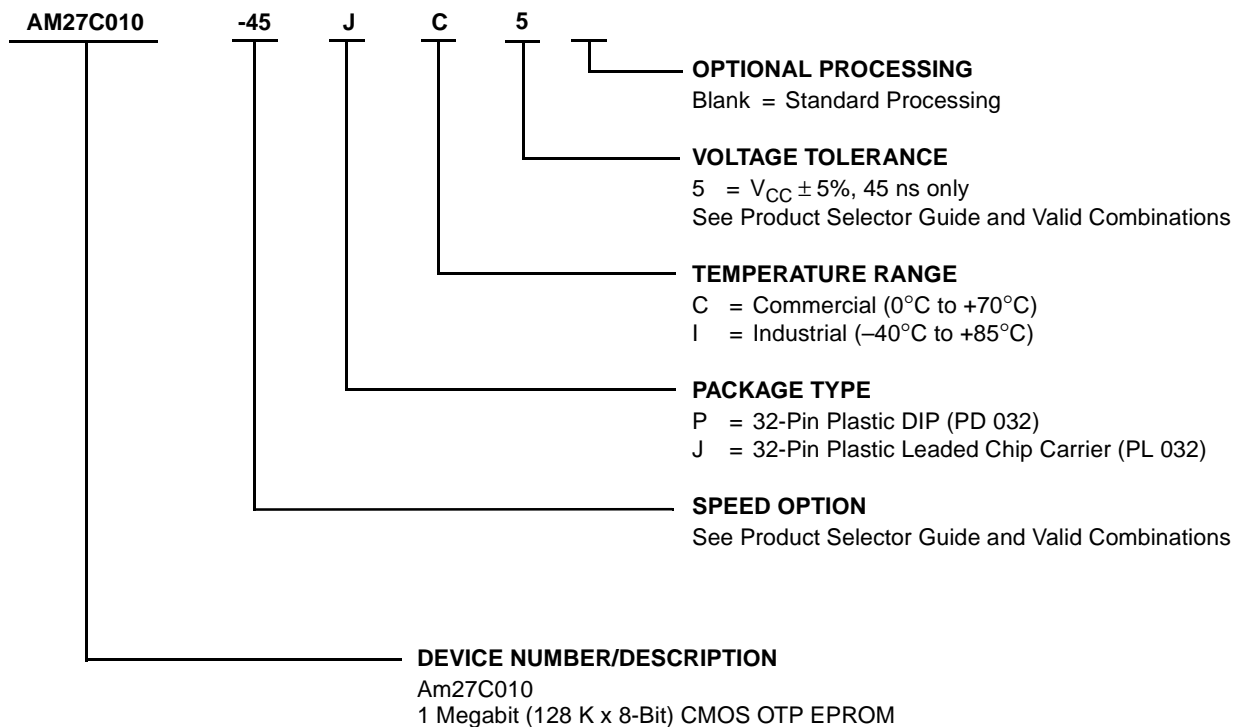 AM27C010 -45 J C 5
OPTIONAL PROCESSING
Blank = Standard Processing
VOLTAGE TOLERANCE
5 = VCC ± 5%, 45 ns only
See Product Selector Guide and Valid Combinations
TEMPERATURE RANGE
C = Commercial (0°C to +70°C)
I = Industrial (–40°C to +85°C)
PACKAGE TYPE
P = 32-Pin Plastic DIP (PD 032)
J = 32-Pin Plastic Leaded Chip Carrier (PL 032)
SPEED OPTION
See Product Selector Guide and Valid Combinations
DEVICE NUMBER/DESCRIPTION
Am27C010
1 Megabit (128 K x 8-Bit) CMOS OTP EPROM